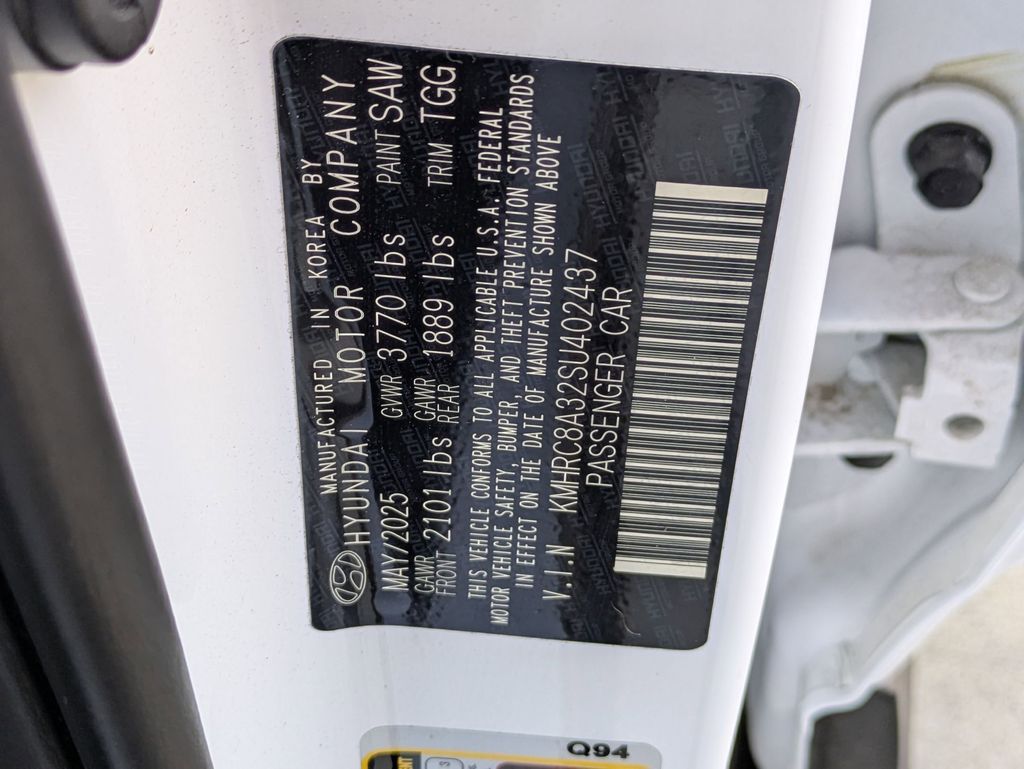 MANUFACTURED IN KOREA BY
HYUNDAI MOTOR COMPANY
MAY/2025 GVWR 3770 lbs PAINT SAW
GAWR FRONT 2101 lbs GAWR REAR 1889 lbs TRIM TGG
THIS VEHICLE CONFORMS TO ALL APPLICABLE U.S.A. FEDERAL
MOTOR VEHICLE SAFETY, BUMPER, AND THEFT PREVENTION STANDARDS
IN EFFECT ON THE DATE OF MANUFACTURE SHOWN ABOVE
V.I.N KMHRC8A32SU402437
PASSENGER CAR
Q94